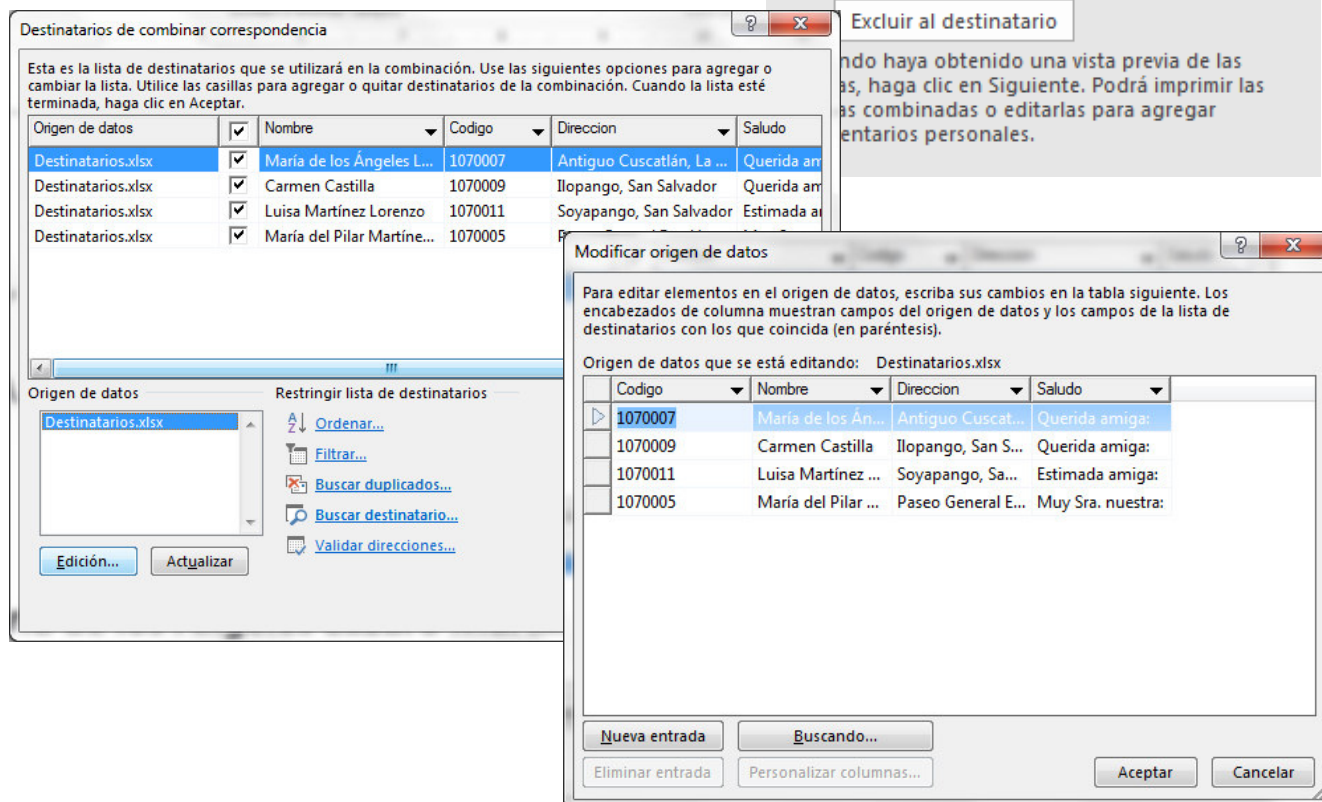 Destinatarios de combinar correspondencia
Esta es la lista de destinatarios que se utilizará en la combinación. Use las siguientes opciones para agregar o
cambiar la lista. Utilice las casillas para agregar o quitar destinatarios de la combinación. Cuando la lista esté
terminada, haga clic en Aceptar.
Origen de datos Nombre Codigo Direccion Saludo
Destinatarios.xlsx María de los Ángeles L... 1070007 Antiguo Cuscatlán, La ... Querida am
Destinatarios.xlsx Carmen Castilla 1070009 Ilopango, San Salvador Querida am
Destinatarios.xlsx Luisa Martínez Lorenzo 1070011 Soyapango, San Salvador Estimada a
Destinatarios.xlsx María del Pilar Martíne... 1070005
Origen de datos
Destinatarios.xlsx
Edición... Actualizar
Restringir lista de destinatarios
Ordenar...
Filtrar...
Buscar duplicados...
Buscar destinatario...
Validar direcciones...
Excluir al destinatario
ndo haya obtenido una vista previa de las
as, haga clic en Siguiente. Podrá imprimir las
as combinadas o editarlas para agregar
entarios personales.
Modificar origen de datos
Para editar elementos en el origen de datos, escriba sus cambios en la tabla siguiente. Los
encabezados de columna muestran campos del origen de datos y los campos de la lista de
destinatarios con los que coincida (en paréntesis).
Origen de datos que se está editando: Destinatarios.xlsx
Codigo Nombre Direccion Saludo
1070007 María de los Án... Antiguo Cuscat... Querida amiga:
1070009 Carmen Castilla Ilopango, San S... Querida amiga:
1070011 Luisa Martínez ... Soyapango, Sa... Estimada amiga:
1070005 María del Pilar ... Paseo General E... Muy Sra. nuestra:
Nueva entrada Buscando...
Eliminar entrada Personalizar columnas... Aceptar Cancelar